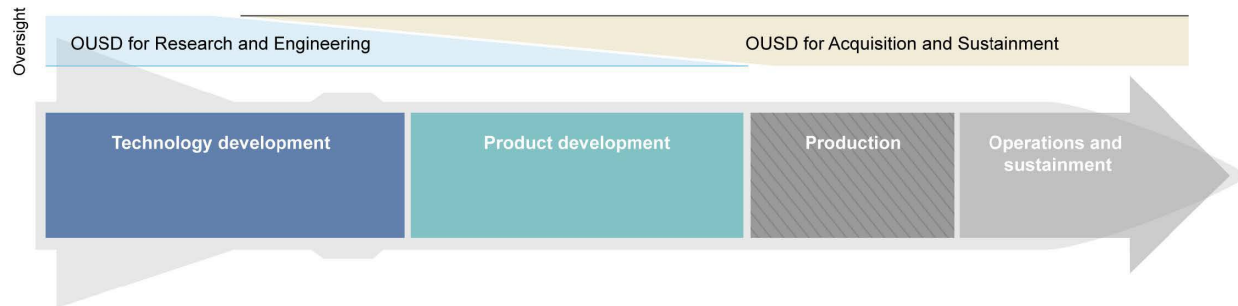 Oversight
OUSD for Research and Engineering
OUSD for Acquisition and Sustainment
Technology development
Product development
Production
Operations and
sustainment